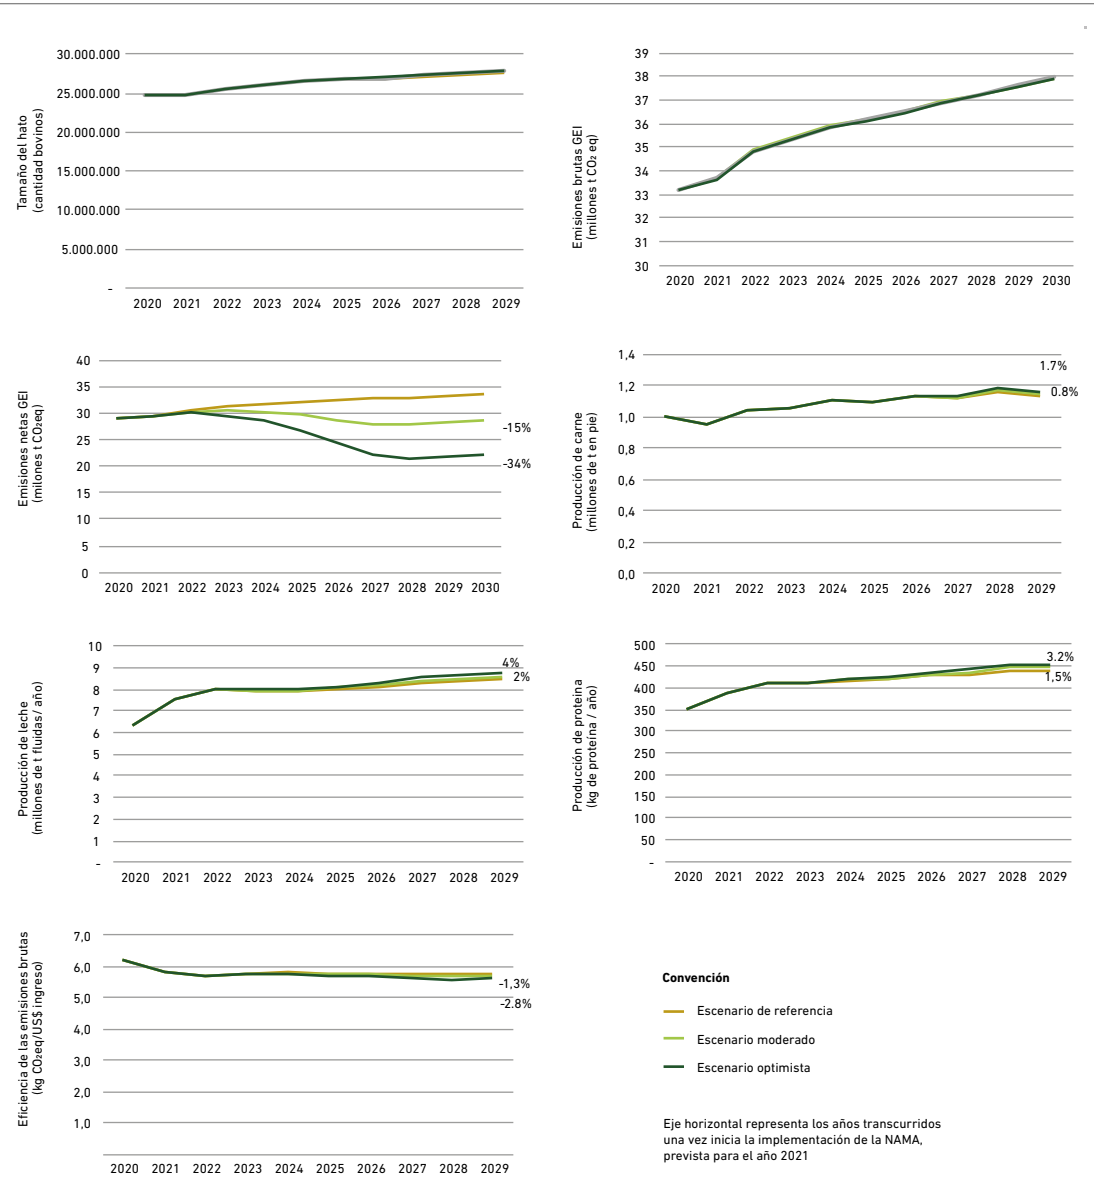 Tamaño del hato
(cantidad bovinos)
30.000.000
25.000.000
20.000.000
15.000.000
10.000.000
5.000.000
-
2020 2021 2022 2023 2024 2025 2026 2027 2028 2029
Emisiones brutas GEI
(millones t CO₂ eq)
39
38
37
36
35
34
33
32
31
30
2020 2021 2022 2023 2024 2025 2026 2027 2028 2029 2030
Emisiones netas GEI
(milones t CO₂eq)
40
35
30
25
20
15
10
5
0
-15%
-34%
2020 2021 2022 2023 2024 2025 2026 2027 2028 2029 2030
Producción de carne
(millones de t en pie)
1,4
1,2
1,0
0,8
0,6
0,4
0,2
0,0
1.7%
0.8%
2020 2021 2022 2023 2024 2025 2026 2027 2028 2029
Producción de leche
(millones de t fluidas/ año)
10
9
8
7
6
5
4
3
2
1
-
4%
2%
2020 2021 2022 2023 2024 2025 2026 2027 2028 2029
Producción de proteina
(kg de proteína / año)
500
450
400
350
300
250
200
150
100
50
-
3.2%
1,5%
2020 2021 2022 2023 2024 2025 2026 2027 2028 2029
Eficiencia de las emisiones brutas
(kg CO₂eq/US$ ingreso)
7,0
6,0
5,0
4,0
3,0
2,0
1,0
-1,3%
-2.8%
2020 2021 2022 2023 2024 2025 2026 2027 2028 2029
Convención
Escenario de referencia
Escenario moderado
Escenario optimista
Eje horizontal representa los años transcurridos
una vez inicia la implementación de la NAMA,
prevista para el año 2021